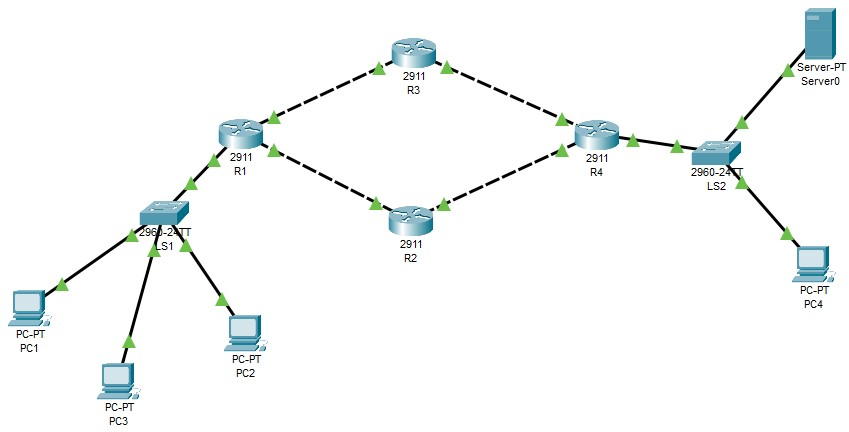 Server-PT
Server0
2911
R3
2911
R1
2911
R4
2960-24TT
LS2
2960-24TT
LS1
2911
R2
PC-PT
PC4
PC-PT
PC1
PC-PT
PC2
PC-PT
PC3